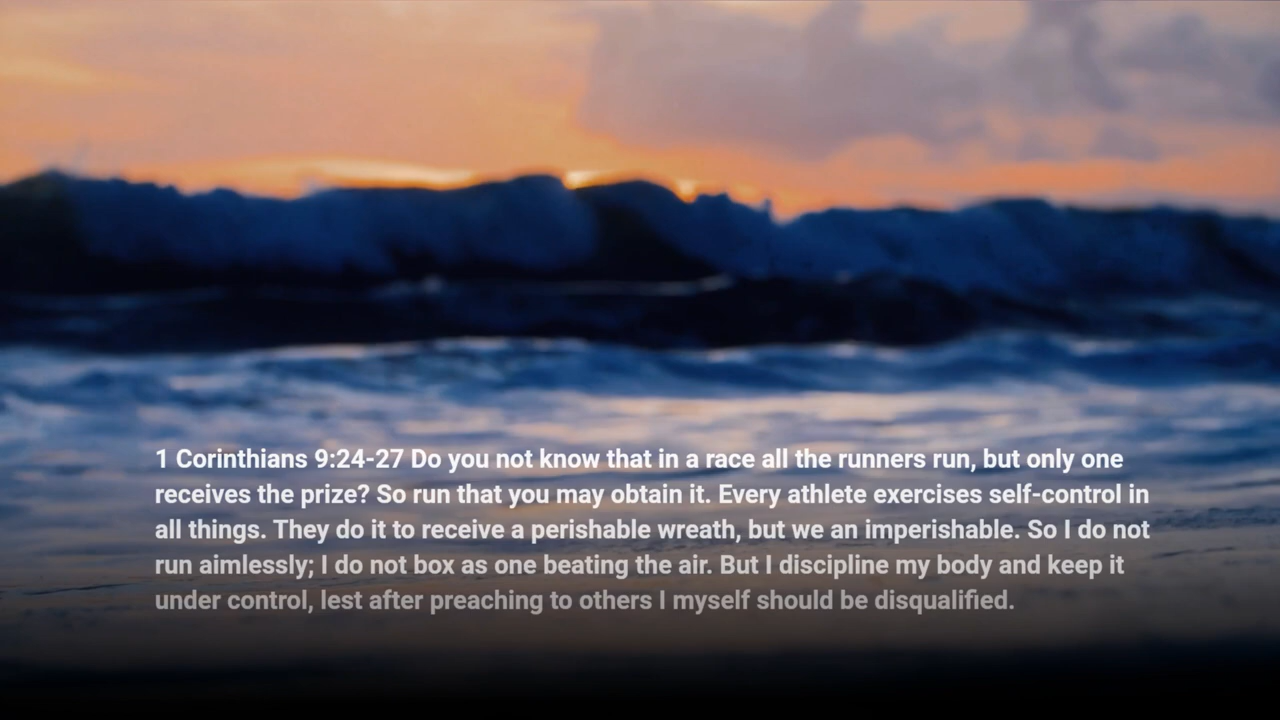 1 Corinthians 9:24-27 Do you not know that in a race all the runners run, but only one
receives the prize? So run that you may obtain it. Every athlete exercises self-control in
all things. They do it to receive a perishable wreath, but we an imperishable. So I do not
run aimlessly; I do not box as one beating the air. But I discipline my body and keep it
under control, lest after preaching to others I myself should be disqualified.